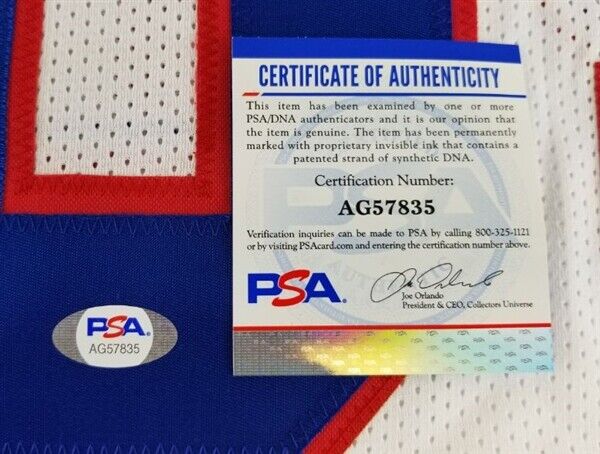 CERTIFICATE OF AUTHENTICITY
This item has been examined by one or more
PSA/DNA authenticators and it is our opinion that
the item is genuine. The item has been permanently
marked with proprietary invisible ink that contains a
patented strand of synthetic DNA.
Certification Number:
AG57835
Verification inquiries can be made to PSA by calling 800-325-1121
or by visiting PSAcard.com and entering the certification number above.
PSA
Joe Orlando
Joe Orlando
President & CEO, Collectors Universe
PSA
AG57835